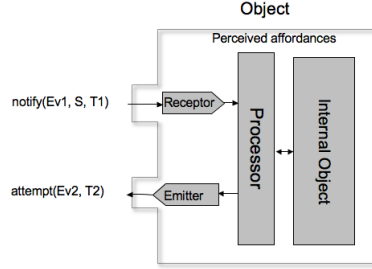 Object
Perceived affordances
notify(Ev1, S, T1)
Receptor
Processor
Internal Object
attempt(Ev2, T2)
Emitter